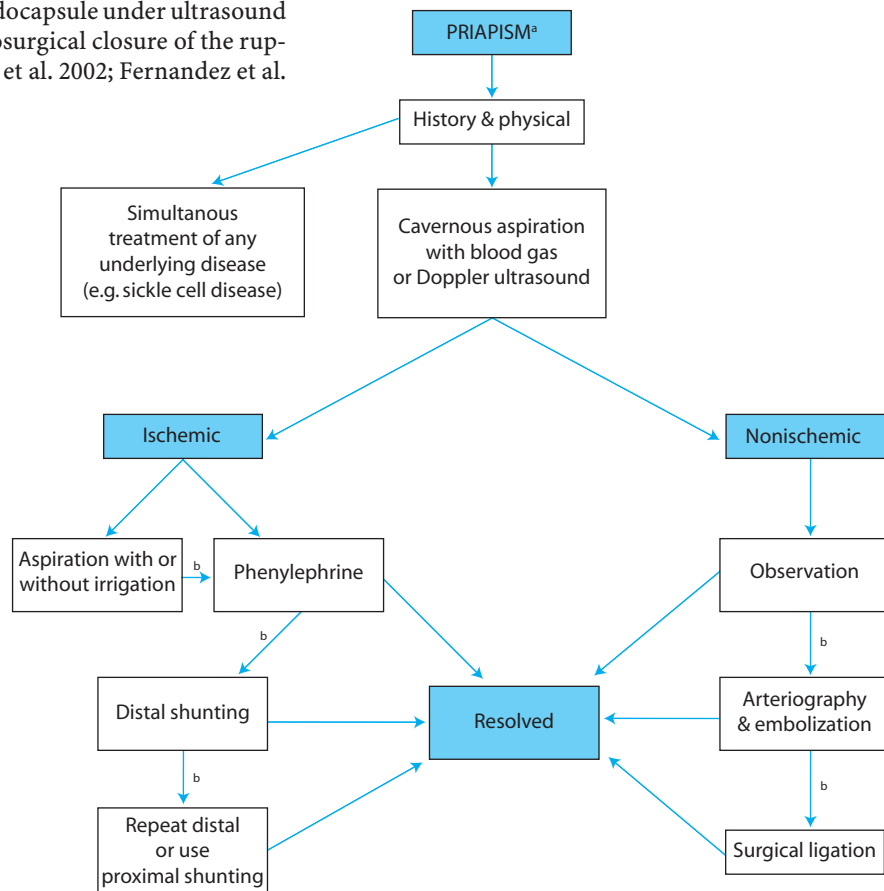 docapsule under ultrasound
osurgical closure of the rup-
et al. 2002; Fernandez et al.
PRIAPISMa
History & physical
Simultanous
treatment of any
underlying disease
(e.g. sickle cell disease)
Cavernous aspiration
with blood gas
or Doppler ultrasound
Ischemic
Nonischemic
Aspiration with or
without irrigation
b
Phenylephrine
Observation
b
b
Distal shunting
Resolved
Arteriography
& embolization
b
b
Repeat distal
or use
proximal shunting
Surgical ligation